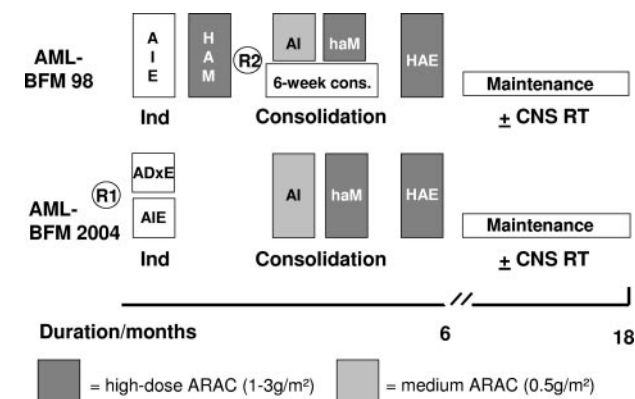 AML-
BFM 98
A
I
E
H
A
M
R2
AI
haM
6-week cons.
HAE
Maintenance
Ind
Consolidation
+ CNS RT
AML-
BFM 2004
R1
ADxE
AIE
AI
haM
HAE
Maintenance
Ind
Consolidation
+ CNS RT
Duration/months
6
18
= high-dose ARAC (1-3g/m²)
= medium ARAC (0.5g/m²)